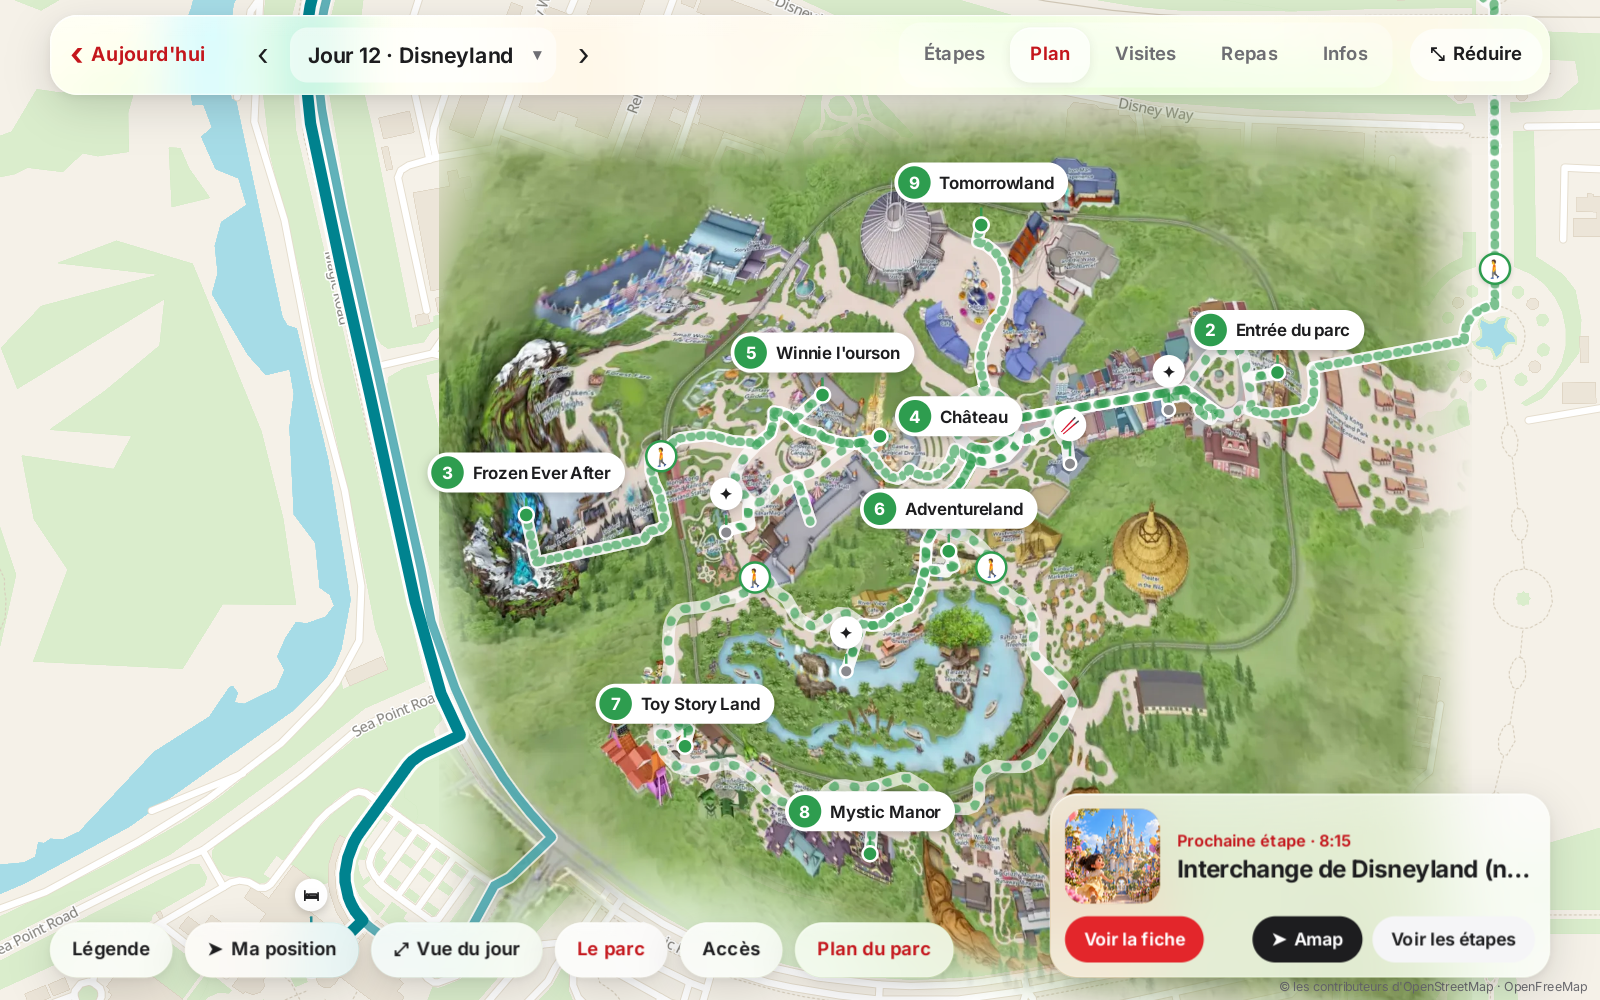 ‹ Aujourd'hui
‹ Jour 12 · Disneyland ▾ ›
Étapes
Plan
Visites
Repas
Infos
Réduire
Disney Way
Magic Road
9 Tomorrowland
2 Entrée du parc
5 Winnie l'ourson
4 Château
3 Frozen Ever After
6 Adventureland
7 Toy Story Land
8 Mystic Manor
Sea Point Roa
Sea Point Road
Prochaine étape · 8:15
Interchange de Disneyland (n...
Voir la fiche
Amap
Voir les étapes
Légende
Ma position
Vue du jour
Le parc
Accès
Plan du parc
© les contributeurs d'OpenStreetMap · OpenFreeMap